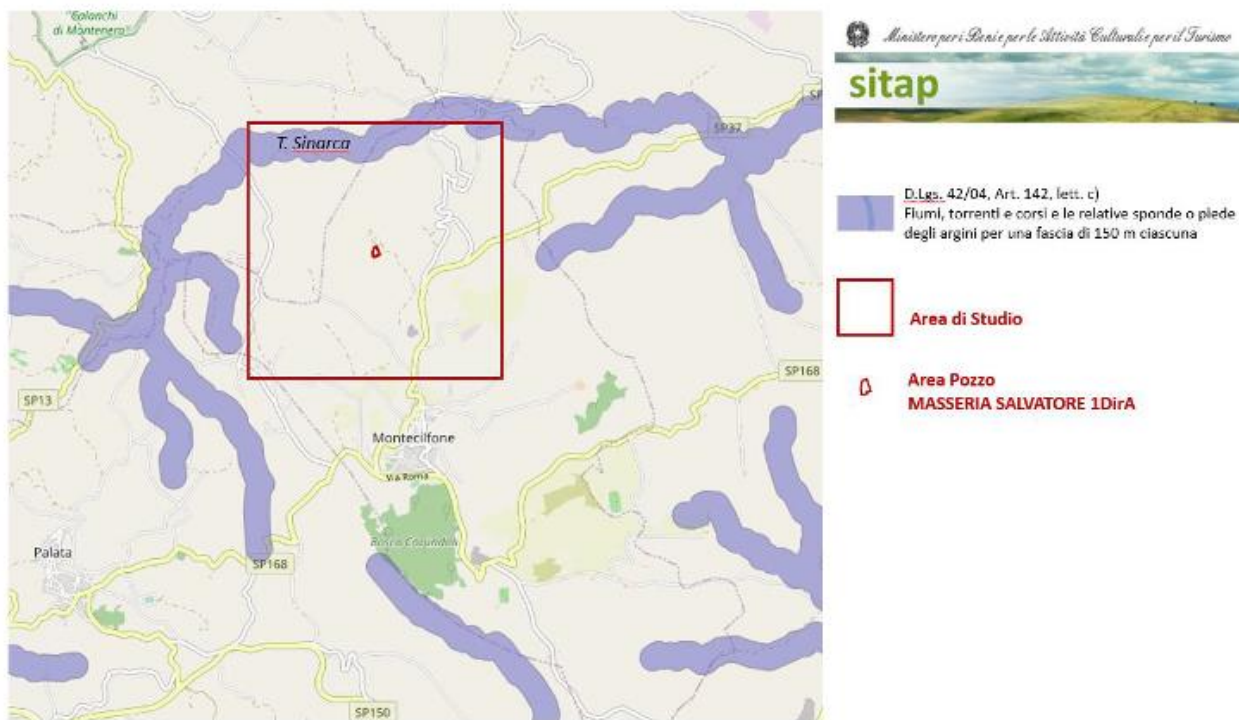 "Calanchi
di Montenero"
T. Sinarca
SP37
SP13
SP168
Montecilfone
Via Roma
Palata
SP168
SP150
Ministero per i Beni e per le Attività Culturali e per il Turismo
sitap
D.Lgs. 42/04, Art. 142, lett. c)
Fiumi, torrenti e corsi e le relative sponde o piede
degli argini per una fascia di 150 m ciascuna
Area di Studio
Area Pozzo
MASSERIA SALVATORE 1DirA